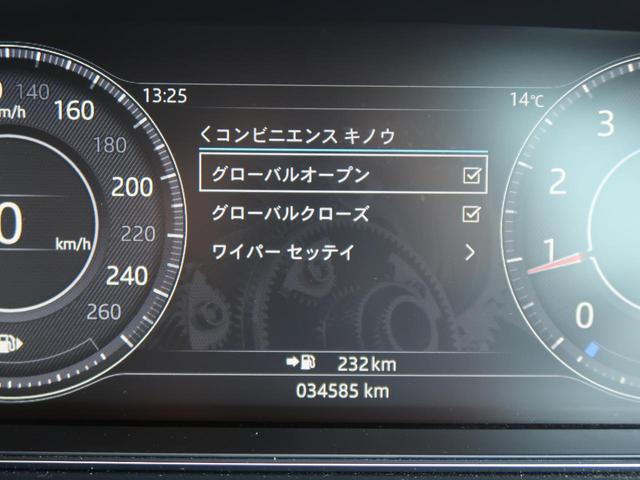 13:25
14℃
コンビニエンス キノウ
グローバルオープン
グローバルクローズ
ワイパー セッテイ
232km
034585 km
140
160
180
200
220
240
260
0
km/h
3
2
1
0